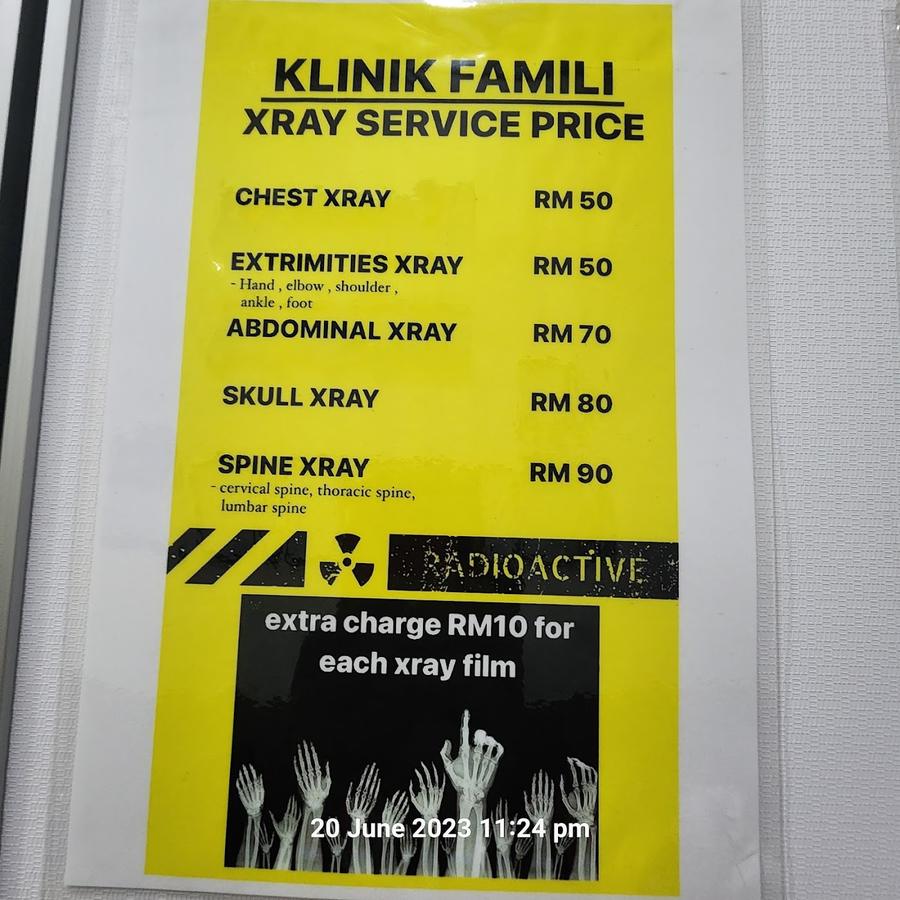 KLINIK FAMILI
XRAY SERVICE PRICE
CHEST XRAY RM 50
EXTRIMITIES XRAY RM 50
- Hand , elbow , shoulder ,
ankle , foot
ABDOMINAL XRAY RM 70
SKULL XRAY RM 80
SPINE XRAY RM 90
- cervical spine, thoracic spine,
lumbar spine
RADIOACTIVE
extra charge RM10 for
each xray film
20 June 2023 11:24 pm